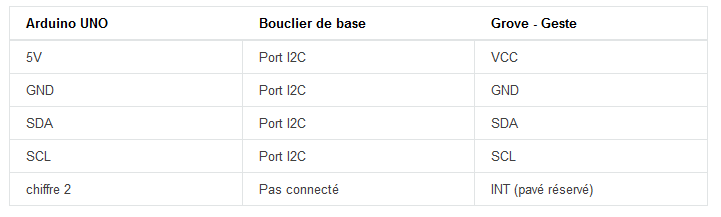 Arduino UNO Bouclier de base Grove - Geste
5V Port I2C VCC
GND Port I2C GND
SDA Port I2C SDA
SCL Port I2C SCL
chiffre 2 Pas connecté INT (pavé réservé)